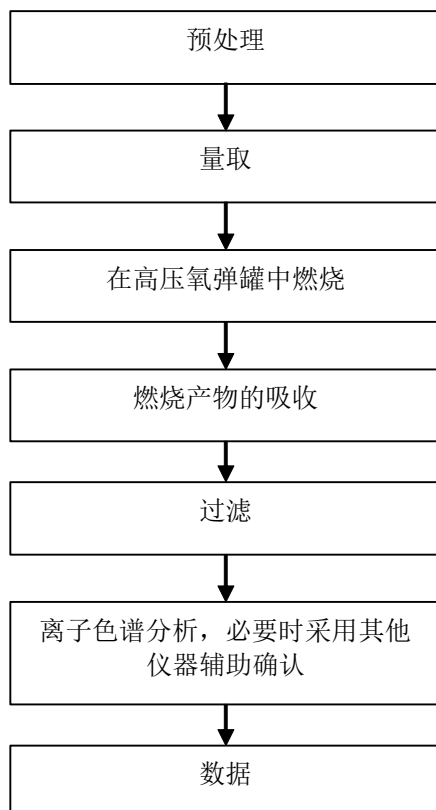 预处理
量取
在高压氧弹罐中燃烧
燃烧产物的吸收
过滤
离子色谱分析，必要时采用其他
仪器辅助确认
数据